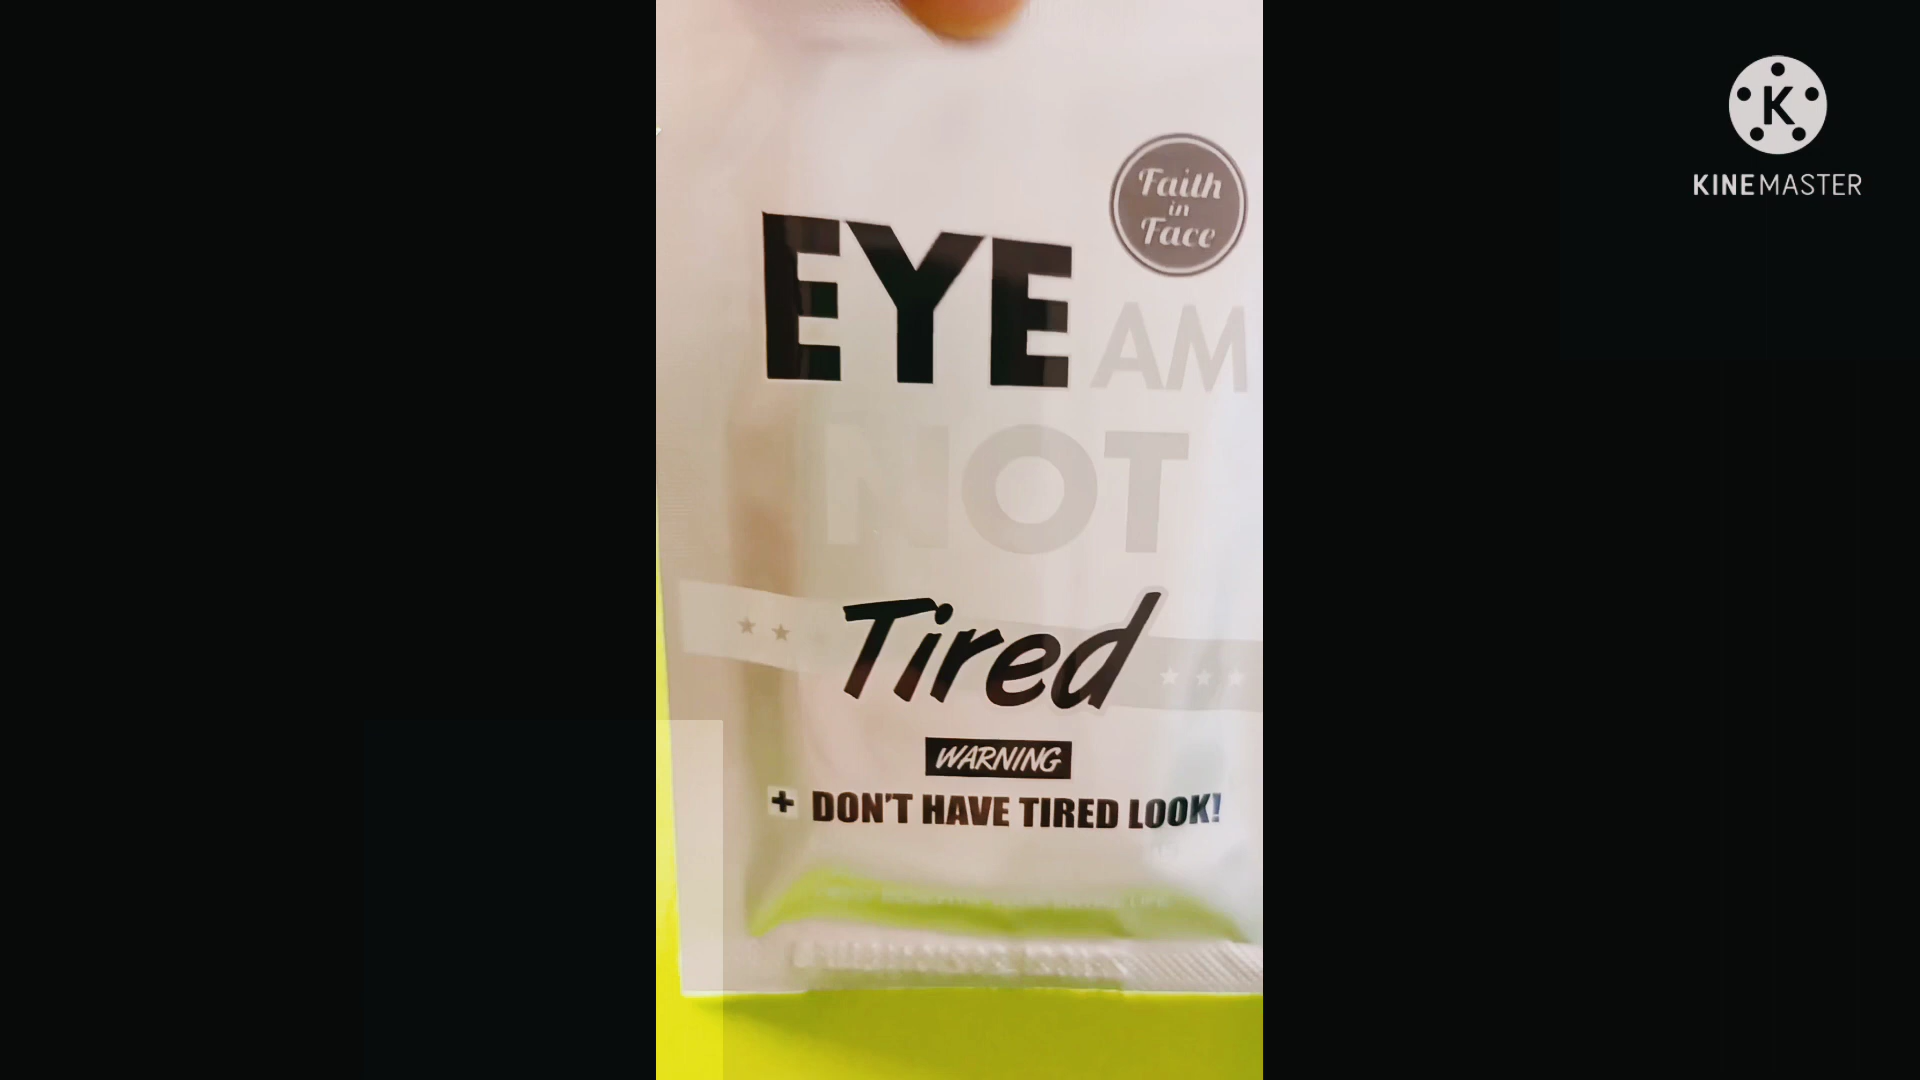 Faith
in
Face
EYE AM
NOT
Tired
WARNING
+ DON'T HAVE TIRED LOOK!
K
KINEMASTER